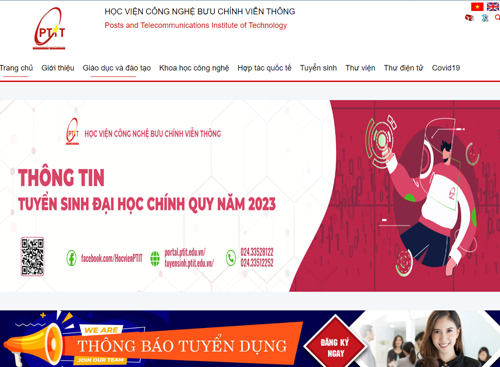 PTIT
HỌC VIỆN CÔNG NGHỆ BƯU CHÍNH VIỄN THÔNG
Posts and Telecommunications Institute of Technology
Trang chủ Giới thiệu Giáo dục và đào tạo Khoa học công nghệ Hợp tác quốc tế Tuyển sinh Thư viện Thư điện tử Covid19
PTIT HỌC VIỆN CÔNG NGHỆ BƯU CHÍNH VIỄN THÔNG
THÔNG TIN
TUYỂN SINH ĐẠI HỌC CHÍNH QUY NĂM 2023
facebook.com/HocvienPTIT
portal.ptit.edu.vn/
tuyensinh.ptit.edu.vn/
024.33528122
024.33512252
WE ARE
THÔNG BÁO TUYỂN DỤNG
JOIN OUR TEAM
ĐĂNG KÝ
NGAY